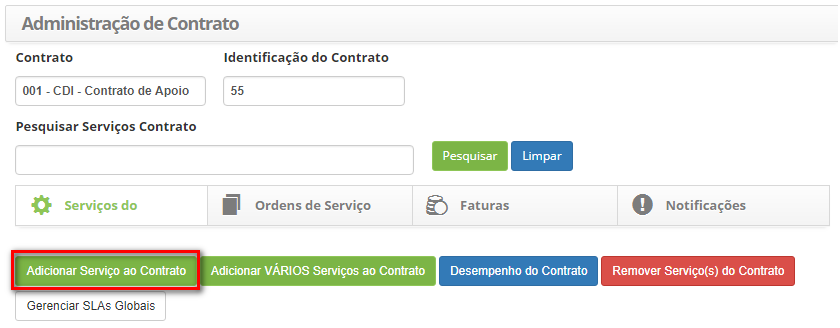 Administração de Contrato
Contrato Identificação do Contrato
001 - CDI - Contrato de Apoio 55
Pesquisar Serviços Contrato
Pesquisar Limpar
Serviços do Ordens de Serviço Faturas Notificações
Adicionar Serviço ao Contrato Adicionar VÁRIOS Serviços ao Contrato Desempenho do Contrato Remover Serviço(s) do Contrato
Gerenciar SLAs Globais